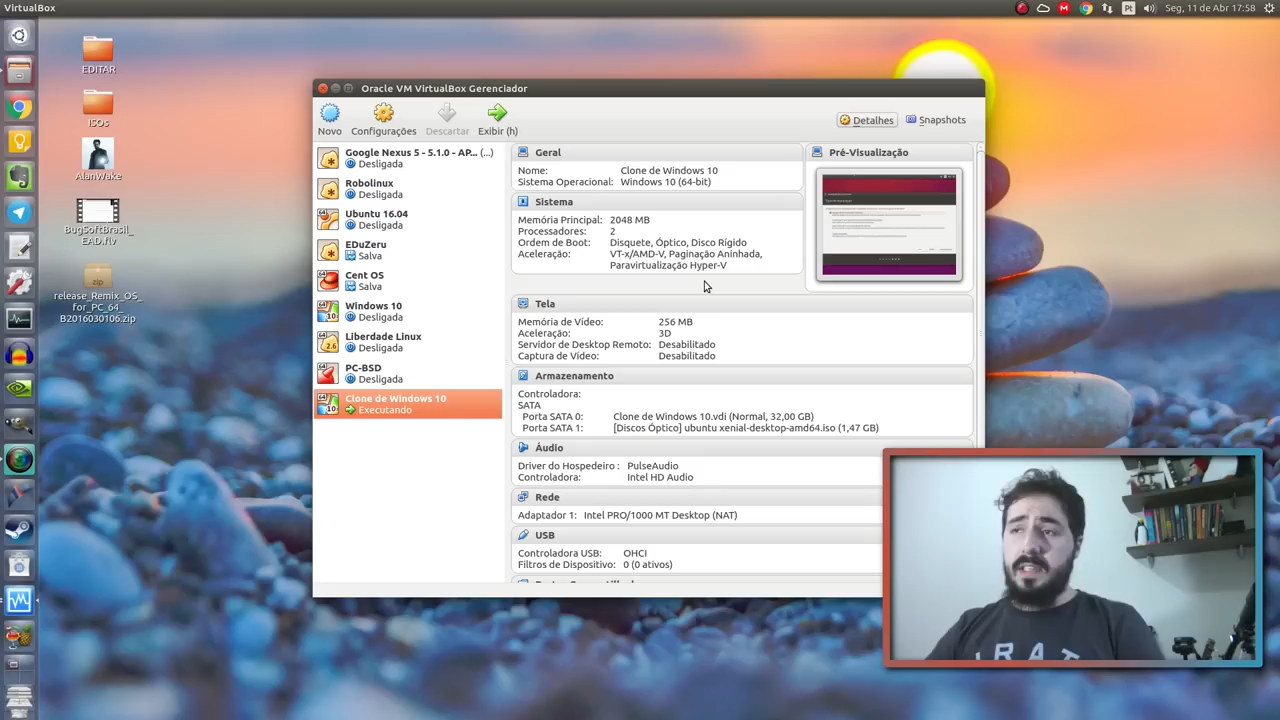 VirtualBox
Pt
Seg, 11 de Abr 17:58
EDITAR
ISOs
AlanWake
BugSoftBrasil_
EAD.flv
zip
release_Remix_OS_
for_PC_64_
B2016030106.zip
Oracle VM VirtualBox Gerenciador
Novo
Configurações
Descartar
Exibir (h)
Detalhes
Snapshots
Google Nexus 5 - 5.1.0 - AP... (...)
Desligada
Robolinux
Desligada
Ubuntu 16.04
Desligada
EDuZeru
Salva
Cent OS
Salva
Windows 10
Desligada
Liberdade Linux
Desligada
PC-BSD
Desligada
Clone de Windows 10
Executando
Geral
Nome: Clone de Windows 10
Sistema Operacional: Windows 10 (64-bit)
Sistema
Memória Principal: 2048 MB
Processadores: 2
Ordem de Boot: Disquete, Óptico, Disco Rígido
Aceleração: VT-x/AMD-V, Paginação Aninhada,
Paravirtualização Hyper-V
Pré-Visualização
Tela
Memória de Vídeo: 256 MB
Aceleração: 3D
Servidor de Desktop Remoto: Desabilitado
Captura de Vídeo: Desabilitado
Armazenamento
Controladora:
SATA
Porta SATA 0: Clone de Windows 10.vdi (Normal, 32,00 GB)
Porta SATA 1: [Discos Óptico] ubuntu xenial-desktop-amd64.iso (1,47 GB)
Áudio
Driver do Hospedeiro : PulseAudio
Controladora: Intel HD Audio
Rede
Adaptador 1: Intel PRO/1000 MT Desktop (NAT)
USB
Controladora USB: OHCI
Filtros de Dispositivo: 0 (0 ativos)